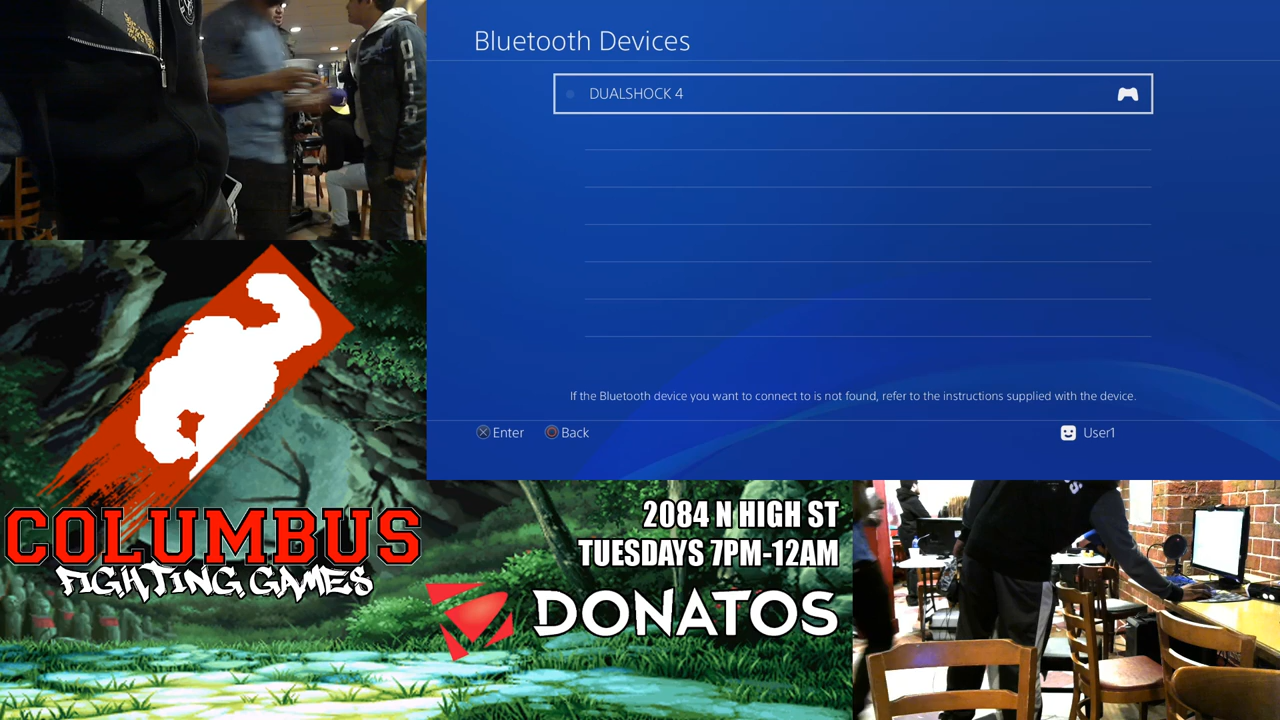 OHIO
Bluetooth Devices
DUALSHOCK 4
If the Bluetooth device you want to connect to is not found, refer to the instructions supplied with the device.
Enter
Back
User1
COLUMBUS
FIGHTING GAMES
2084 N HIGH ST
TUESDAYS 7PM-12AM
DONATOS